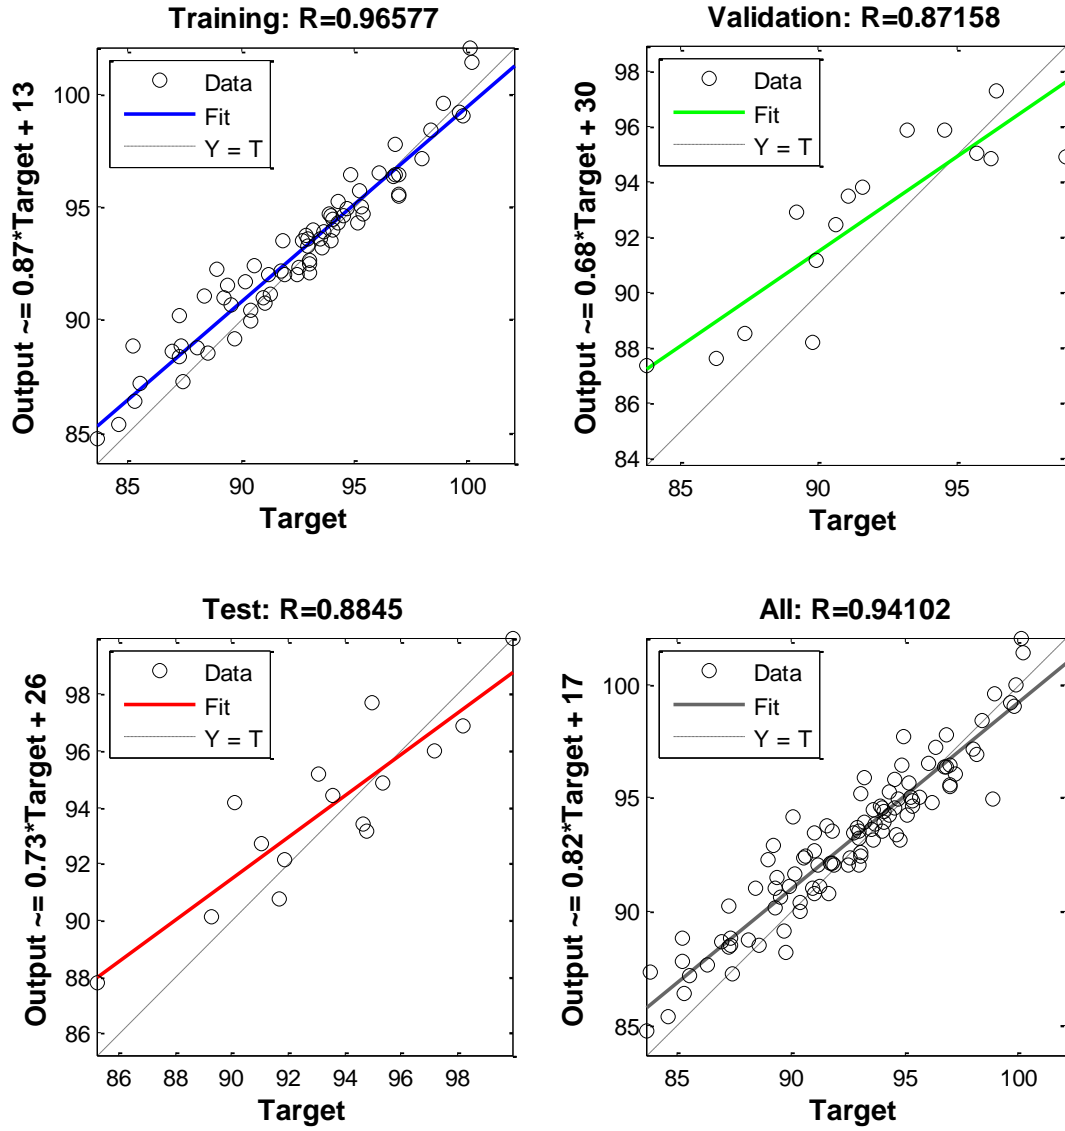 Training: R=0.96577
Output ~= 0.87*Target + 13
100
95
90
85
Data
Fit
Y = T
85
90
95
100
Target
Validation: R=0.87158
Output ~= 0.68*Target + 30
98
96
94
92
90
88
86
84
Data
Fit
Y = T
85
90
95
Target
Test: R=0.8845
Output ~= 0.73*Target + 26
98
96
94
92
90
88
86
Data
Fit
Y = T
86
88
90
92
94
96
98
Target
All: R=0.94102
Output ~= 0.82*Target + 17
100
95
90
85
Data
Fit
Y = T
85
90
95
100
Target